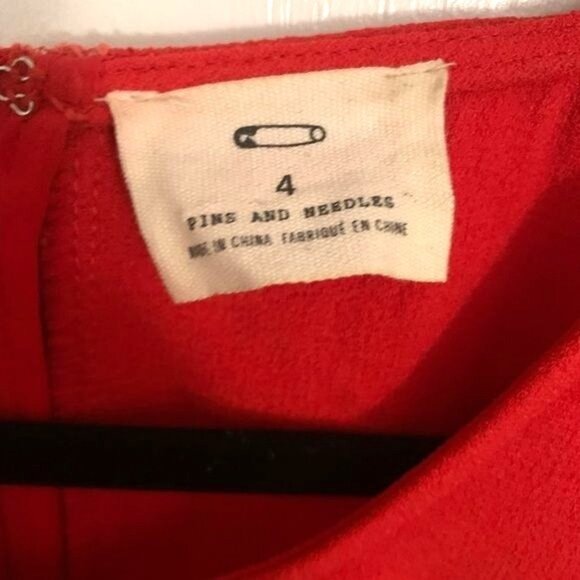 4
PINS AND NEEDLES
MADE IN CHINA FABRIQUÉ EN CHINE